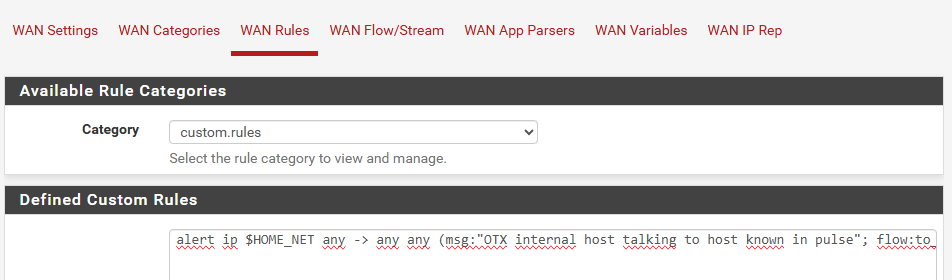 WAN Settings WAN Categories WAN Rules WAN Flow/Stream WAN App Parsers WAN Variables WAN IP Rep
Available Rule Categories
Category custom.rules
Select the rule category to view and manage.
Defined Custom Rules
alert ip $HOME_NET any -> any any (msg:"OTX internal host talking to host known in pulse"; flow:to_